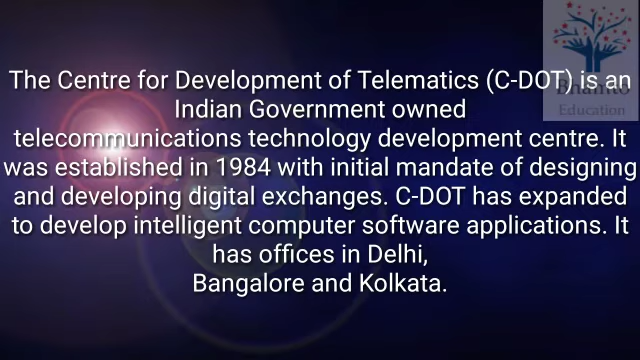 The Centre for Development of Telematics (C-DOT) is an
Indian Government owned
telecommunications technology development centre. It
was established in 1984 with initial mandate of designing
and developing digital exchanges. C-DOT has expanded
to develop intelligent computer software applications. It
has offices in Delhi,
Bangalore and Kolkata.
Education